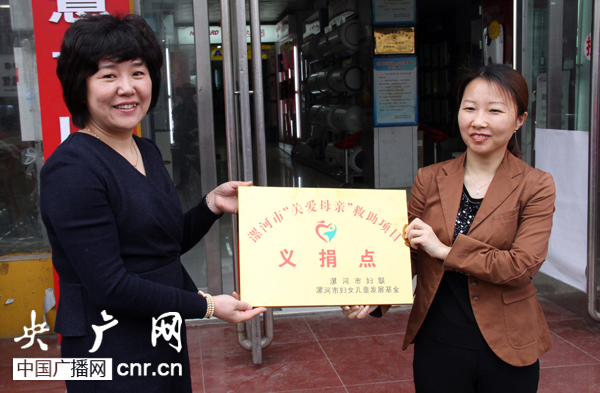 漯河市“关爱母亲”救助项目
义捐点
漯河市妇联
漯河市妇女儿童发展基金
央广网
中国广播网 cnr.cn